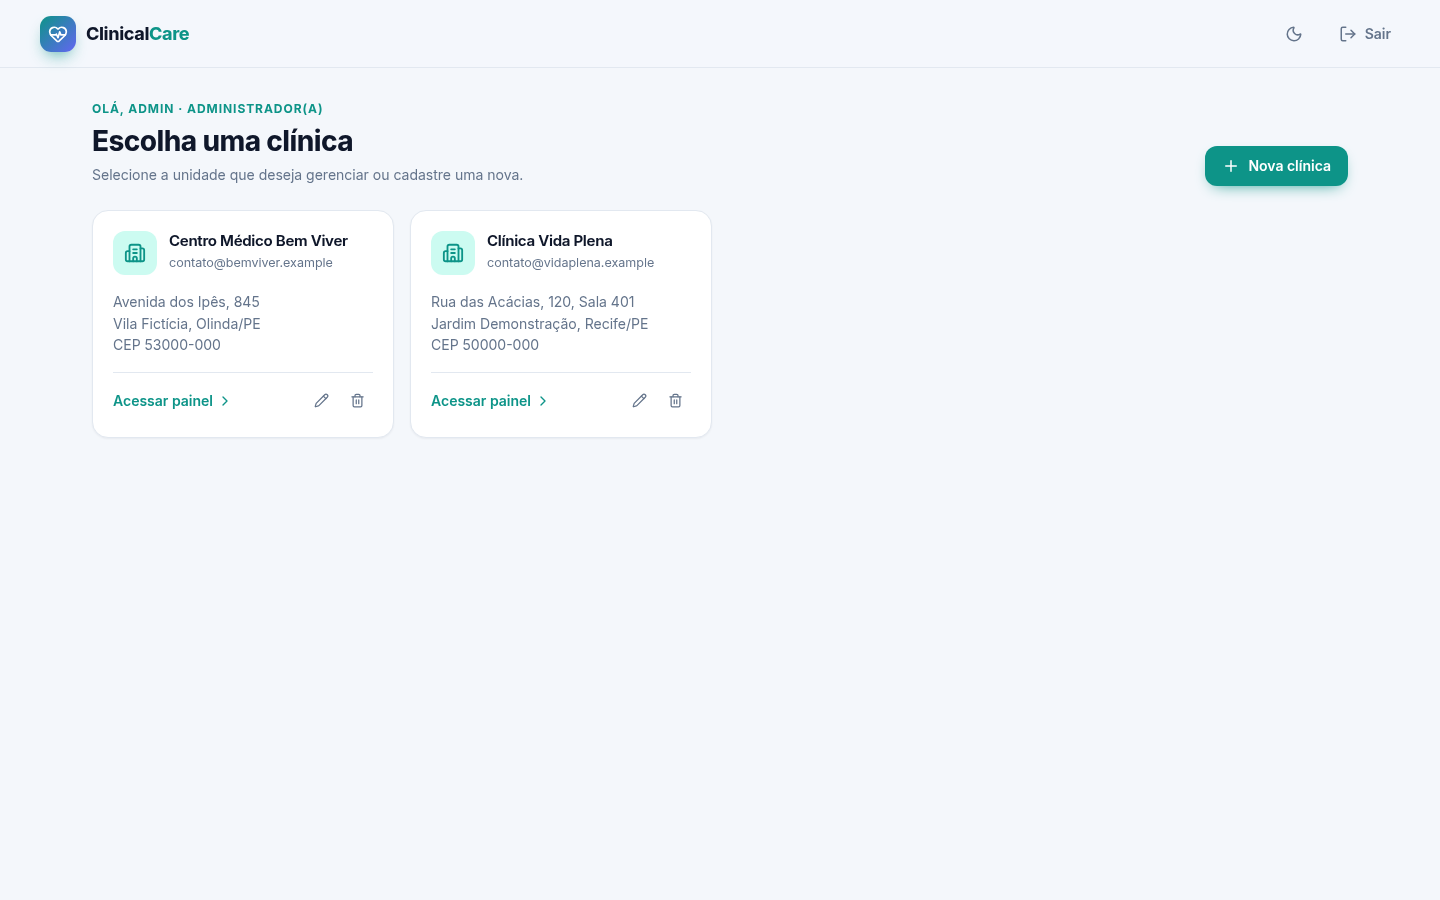 ClinicalCare
Sair
OLÁ, ADMIN · ADMINISTRADOR(A)
Escolha uma clínica
Selecione a unidade que deseja gerenciar ou cadastre uma nova.
Nova clínica
Centro Médico Bem Viver
contato@bemviver.example
Avenida dos Ipês, 845
Vila Fictícia, Olinda/PE
CEP 53000-000
Acessar painel
Clínica Vida Plena
contato@vidaplena.example
Rua das Acácias, 120, Sala 401
Jardim Demonstração, Recife/PE
CEP 50000-000
Acessar painel